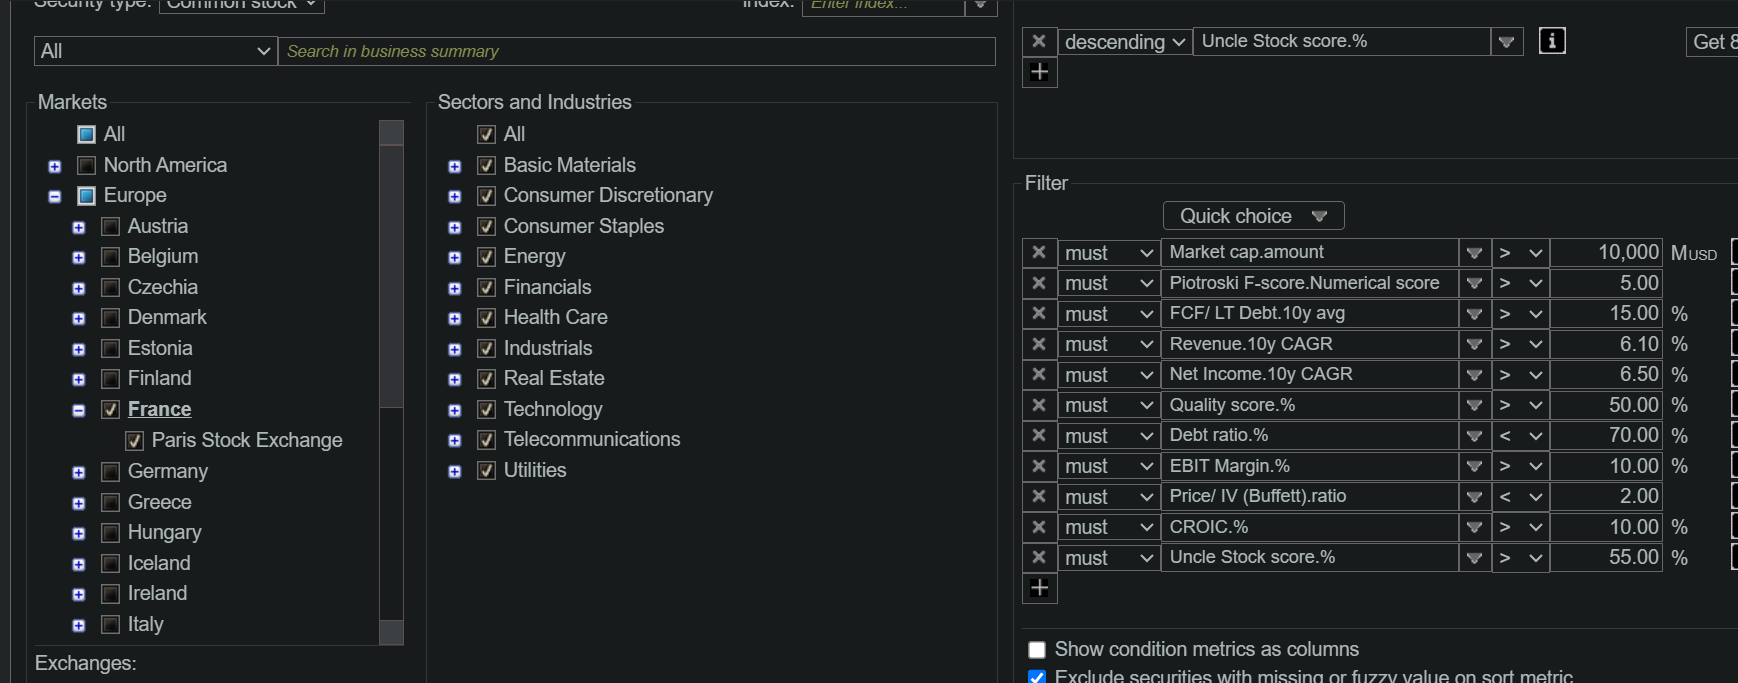 Security type: Common stock
Index: Enter index...
All Search in business summary
Markets
All
North America
Europe
Austria
Belgium
Czechia
Denmark
Estonia
Finland
France
Paris Stock Exchange
Germany
Greece
Hungary
Iceland
Ireland
Italy
Exchanges:
Sectors and Industries
All
Basic Materials
Consumer Discretionary
Consumer Staples
Energy
Financials
Health Care
Industrials
Real Estate
Technology
Telecommunications
Utilities
descending Uncle Stock score.% i Get 8
Filter
Quick choice
must Market cap.amount > 10,000 MUSD
must Piotroski F-score.Numerical score > 5.00
must FCF/ LT Debt.10y avg > 15.00 %
must Revenue.10y CAGR > 6.10 %
must Net Income.10y CAGR > 6.50 %
must Quality score.% > 50.00 %
must Debt ratio.% < 70.00 %
must EBIT Margin.% > 10.00 %
must Price/ IV (Buffett).ratio < 2.00
must CROIC.% > 10.00 %
must Uncle Stock score.% > 55.00 %
Show condition metrics as columns
Exclude securities with missing or fuzzy value on sort metric